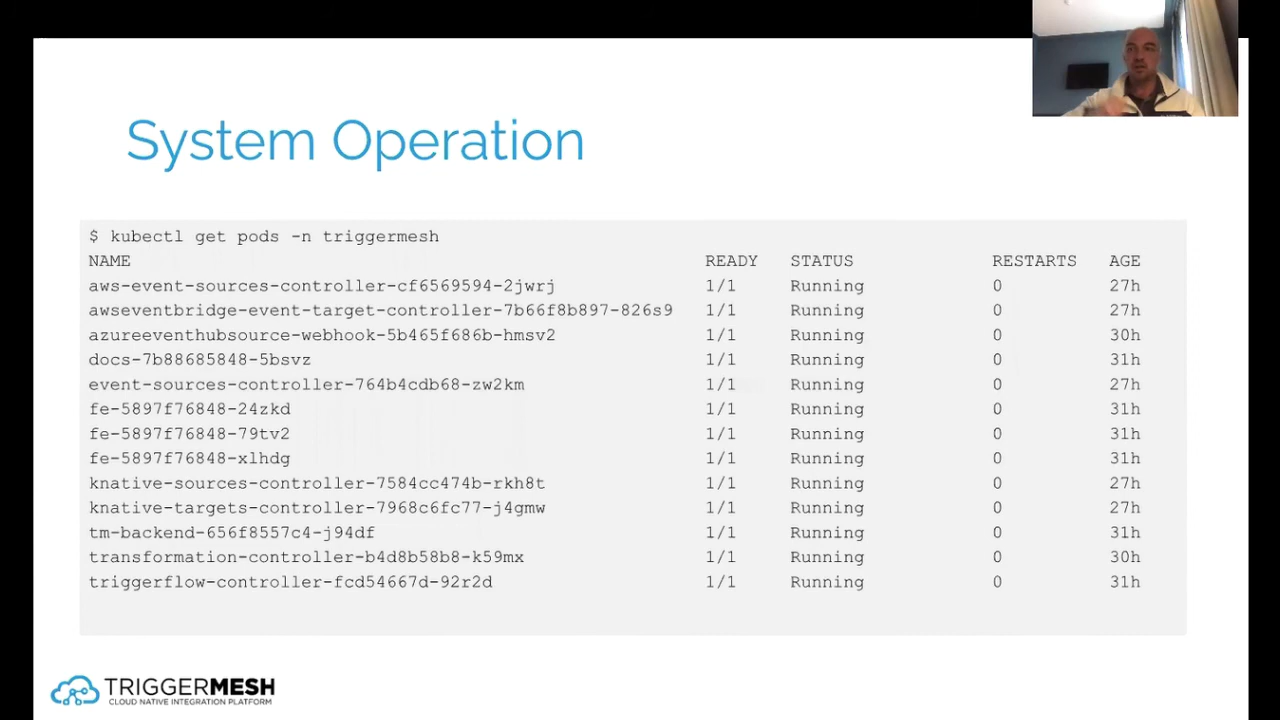 System Operation
$ kubectl get pods -n triggermesh
NAME READY STATUS RESTARTS AGE
aws-event-sources-controller-cf6569594-2jwrj 1/1 Running 0 27h
awseventbridge-event-target-controller-7b66f8b897-826s9 1/1 Running 0 27h
azureeventhubsource-webhook-5b465f686b-hmsv2 1/1 Running 0 30h
docs-7b88685848-5bsvz 1/1 Running 0 31h
event-sources-controller-764b4cdb68-zw2km 1/1 Running 0 27h
fe-5897f76848-24zkd 1/1 Running 0 31h
fe-5897f76848-79tv2 1/1 Running 0 31h
fe-5897f76848-xlhdg 1/1 Running 0 31h
knative-sources-controller-7584cc474b-rkh8t 1/1 Running 0 27h
knative-targets-controller-7968c6fc77-j4gmw 1/1 Running 0 27h
tm-backend-656f8557c4-j94df 1/1 Running 0 31h
transformation-controller-b4d8b58b8-k59mx 1/1 Running 0 30h
triggerflow-controller-fcd54667d-92r2d 1/1 Running 0 31h
TRIGGERMESH
CLOUD NATIVE INTEGRATION PLATFORM